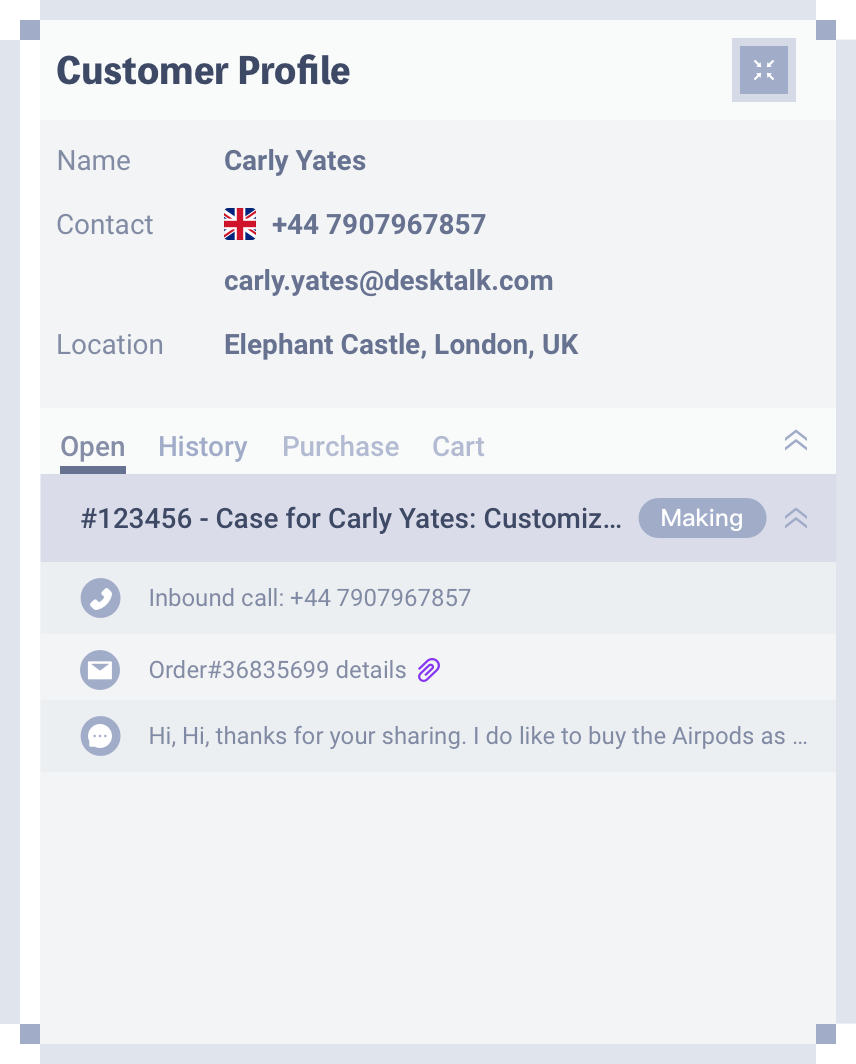 Customer Profile
Name Carly Yates
Contact +44 7907967857
carly.yates@desktalk.com
Location Elephant Castle, London, UK
Open History Purchase Cart
#123456 - Case for Carly Yates: Customiz... Making
Inbound call: +44 7907967857
Order#36835699 details
Hi, Hi, thanks for your sharing. I do like to buy the Airpods as ...